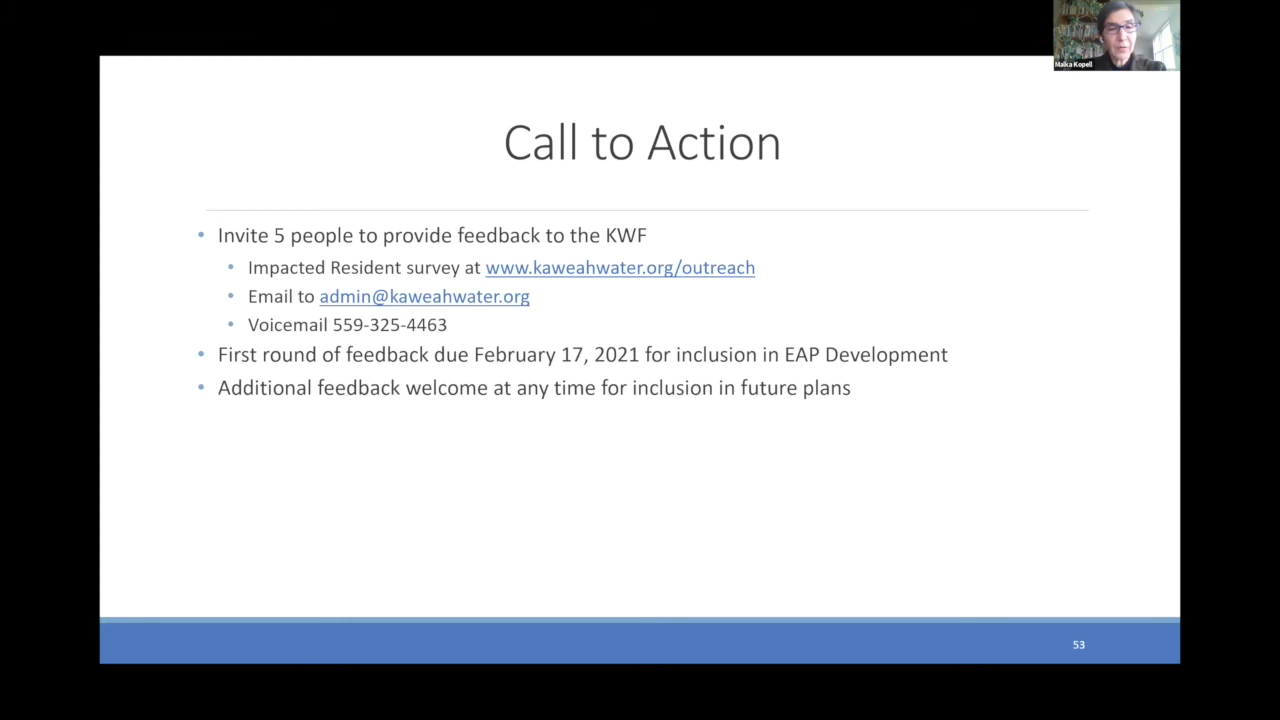 Malka Kopell
Call to Action
• Invite 5 people to provide feedback to the KWF
• Impacted Resident survey at www.kaweahwater.org/outreach
• Email to admin@kaweahwater.org
• Voicemail 559-325-4463
• First round of feedback due February 17, 2021 for inclusion in EAP Development
• Additional feedback welcome at any time for inclusion in future plans
53